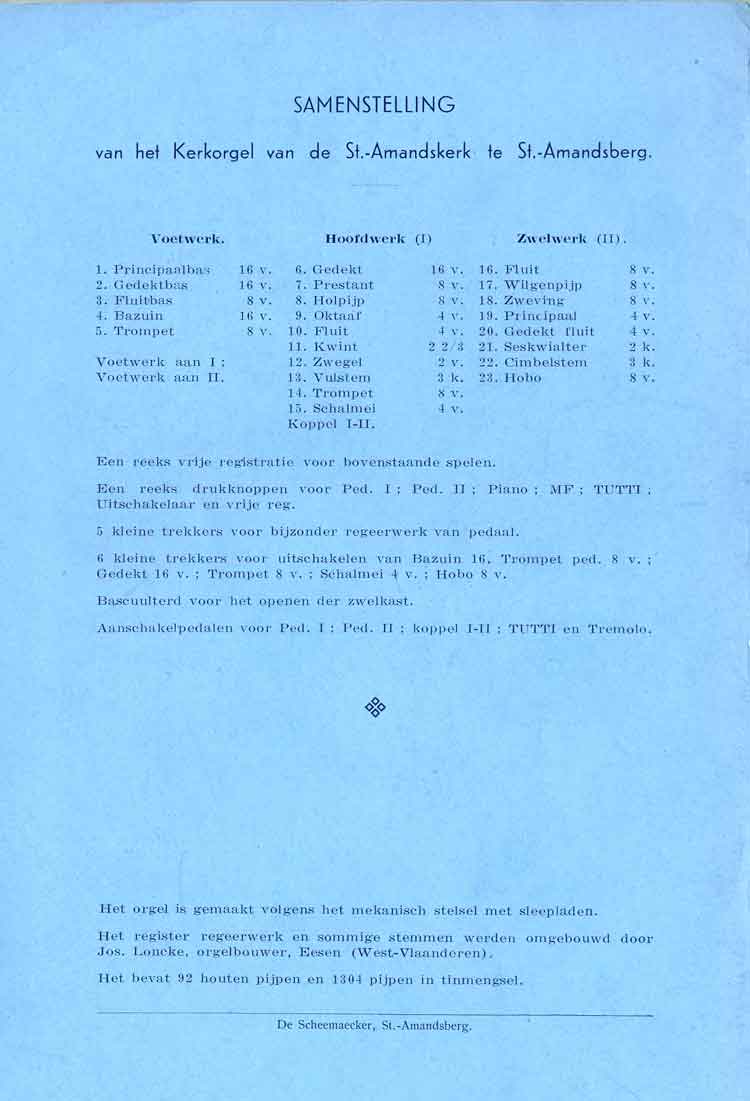 SAMENSTELLING
van het Kerkorgel van de St.-Amandskerk te St.-Amandsberg.
Voetwerk.
1. Principaalbas 16 v.
2. Gedektbas 16 v.
3. Fluitbas 8 v.
4. Bazuin 16 v.
5. Trompet 8 v.
Voetwerk aan I ;
Voetwerk aan II.
Hoofdwerk (I)
6. Gedekt 16 v.
7. Prestant 8 v.
8. Holpijp 8 v.
9. Oktaaf 4 v.
10. Fluit 4 v.
11. Kwint 2 2/3
12. Zwegel 2 v.
13. Vulstem 3 k.
14. Trompet 8 v.
15. Schalmei 4 v.
Koppel I-II.
Zwelwerk (II).
16. Fluit 8 v.
17. Wilgenpijp 8 v.
18. Zweving 8 v.
19. Principaal 4 v.
20. Gedekt fluit 4 v.
21. Seskwialter 2 k.
22. Cimbelstem 3 k.
23. Hobo 8 v.
Een reeks vrije registratie voor bovenstaande spelen.
Een reeks drukknoppen voor Ped. I ; Ped. II ; Piano ; MF ; TUTTI ;
Uitschakelaar en vrije reg.
5 kleine trekkers voor bijzonder regeerwerk van pedaal.
6 kleine trekkers voor uitschakelen van Bazuin 16, Trompet ped. 8 v. ;
Gedekt 16 v. ; Trompet 8 v. ; Schalmei 4 v. ; Hobo 8 v.
Bascuulterd voor het openen der zwelkast.
Aanschakelpedalen voor Ped. I ; Ped. II ; koppel I-II ; TUTTI en Tremolo.
Het orgel is gemaakt volgens het mekanisch stelsel met sleepladen.
Het register regeerwerk en sommige stemmen werden omgebouwd door
Jos. Loncke, orgelbouwer, Eesen (West-Vlaanderen).
Het bevat 92 houten pijpen en 1304 pijpen in tinmengsel.
De Scheemaecker, St.-Amandsberg.